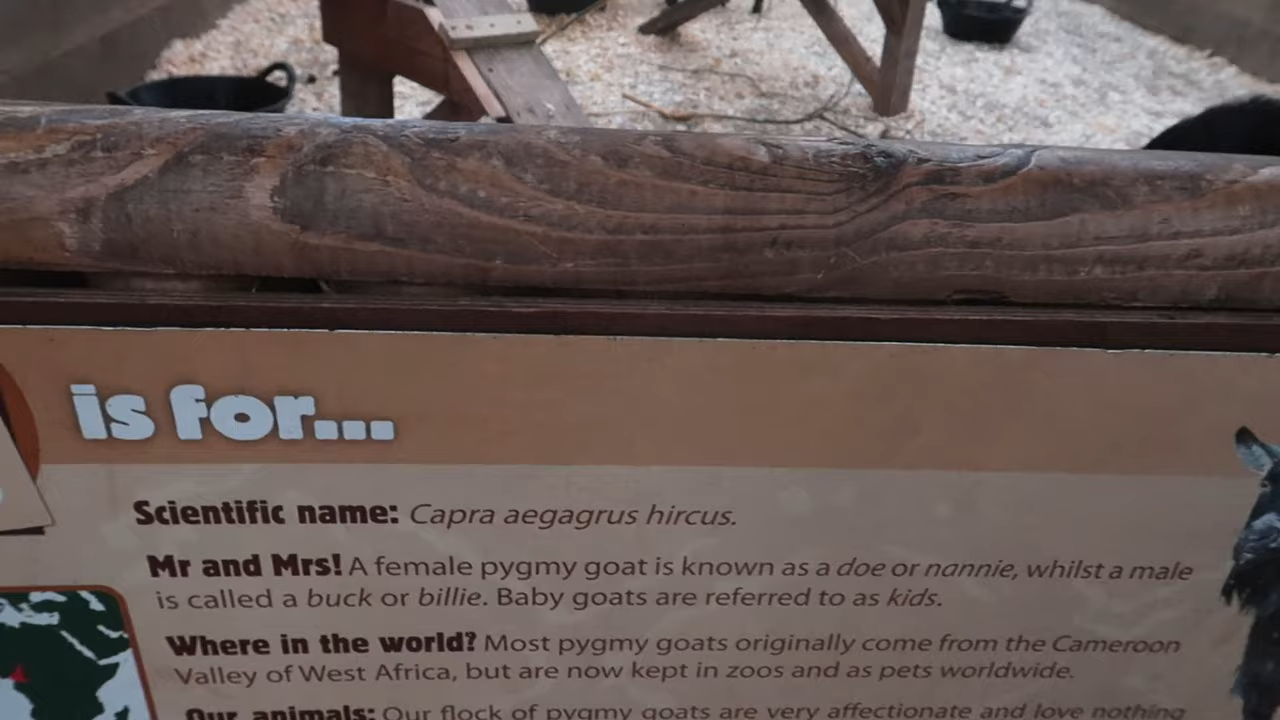 is for...
Scientific name: Capra aegagrus hircus.
Mr and Mrs! A female pygmy goat is known as a doe or nannie, whilst a male
is called a buck or billie. Baby goats are referred to as kids.
Where in the world? Most pygmy goats originally come from the Cameroon
Valley of West Africa, but are now kept in zoos and as pets worldwide.
Our animals: Our flock of pygmy goats are very affectionate and love nothing